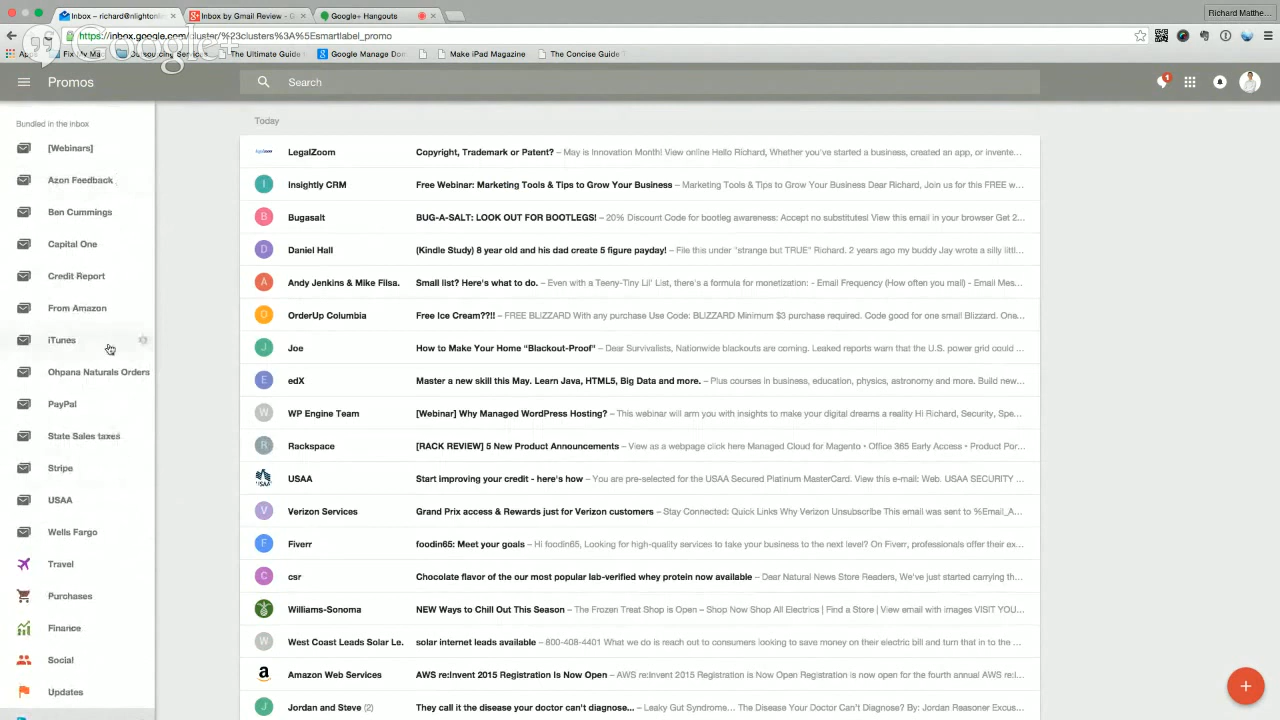 Inbox – richard@nightonl
Inbox by Gmail Review - G
Google+ Hangouts
Richard Matthe...
https://inbox.google.com/cluster/%23clusters%3A%5Esmartlabel_promo
Apps
Fix My Ma
Outsourcing Services
The Ultimate Guide
Google Manage Dom
Make iPad Magazine
The Concise Guide
Google+
Promos
Search
1
Bundled in the inbox
[Webinars]
Azon Feedback
Ben Cummings
Capital One
Credit Report
From Amazon
iTunes
Ohpana Naturals Orders
PayPal
State Sales taxes
Stripe
USAA
Wells Fargo
Travel
Purchases
Finance
Social
Updates
Today
LegalZoom Copyright, Trademark or Patent? – May is Innovation Month! View online Hello Richard, Whether you've started a business, created an app, or invente...
I Insightly CRM Free Webinar: Marketing Tools & Tips to Grow Your Business – Marketing Tools & Tips to Grow Your Business Dear Richard, Join us for this FREE w...
B Bugasalt BUG-A-SALT: LOOK OUT FOR BOOTLEGS! – 20% Discount Code for bootleg awareness: Accept no substitutes! View this email in your browser Get 2...
D Daniel Hall (Kindle Study) 8 year old and his dad create 5 figure payday! – File this under "strange but TRUE" Richard. 2 years ago my buddy Jay wrote a silly littl...
A Andy Jenkins & Mike Filsa. Small list? Here's what to do. – Even with a Teeny-Tiny Lil' List, there's a formula for monetization: - Email Frequency (How often you mail) - Email Mes...
O OrderUp Columbia Free Ice Cream??!! – FREE BLIZZARD With any purchase Use Code: BLIZZARD Minimum $3 purchase required. Code good for one small Blizzard. One...
J Joe How to Make Your Home “Blackout-Proof” – Dear Survivalists, Nationwide blackouts are coming. Leaked reports warn that the U.S. power grid could ...
E edX Master a new skill this May. Learn Java, HTML5, Big Data and more. – Plus courses in business, education, physics, astronomy and more. Build new...
W WP Engine Team [Webinar] Why Managed WordPress Hosting? – This webinar will arm you with insights to make your digital dreams a reality Hi Richard, Security, Spe...
R Rackspace [RACK REVIEW] 5 New Product Announcements – View as a webpage click here Managed Cloud for Magento • Office 365 Early Access • Product Por...
USAA USAA Start improving your credit - here's how – You are pre-selected for the USAA Secured Platinum MasterCard. View this e-mail: Web. USAA SECURITY ...
V Verizon Services Grand Prix access & Rewards just for Verizon customers – Stay Connected: Quick Links Why Verizon Unsubscribe This email was sent to %Email_A...
F Fiverr foodin65: Meet your goals – Hi foodin65, Looking for high-quality services to take your business to the next level? On Fiverr, professionals offer their ex...
C csr Chocolate flavor of the our most popular lab-verified whey protein now available – Dear Natural News Store Readers, We've just started carrying th...
Williams-Sonoma NEW Ways to Chill Out This Season – The Frozen Treat Shop is Open – Shop Now Shop All Electrics | Find a Store | View email with images VISIT YOU...
W West Coast Leads Solar Le. solar internet leads available – 800-408-4401 What we do is reach out to consumers looking to save money on their electric bill and turn that in to the ...
a Amazon Web Services AWS re:Invent 2015 Registration Is Now Open – AWS re:Invent 2015 Registration is Now Open Registration is now open for the fourth annual AWS re:I...
J Jordan and Steve (2) They call it the disease your doctor can't diagnose... – Leaky Gut Syndrome... The Disease Your Doctor Can't Diagnose? By: Jordan Reasoner Excus...